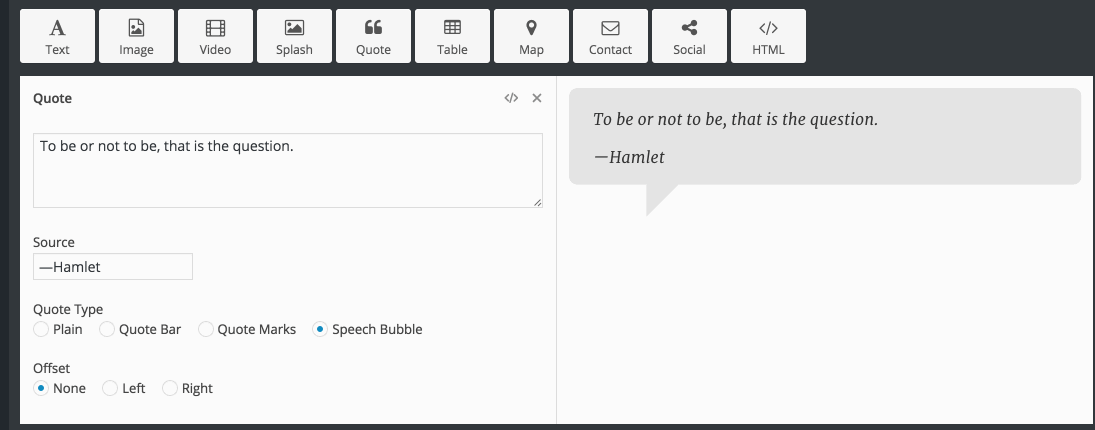 Text Image Video Splash Quote Table Map Contact Social HTML
Quote
To be or not to be, that is the question.
Source
—Hamlet
Quote Type
Plain Quote Bar Quote Marks Speech Bubble
Offset
None Left Right
To be or not to be, that is the question.
—Hamlet